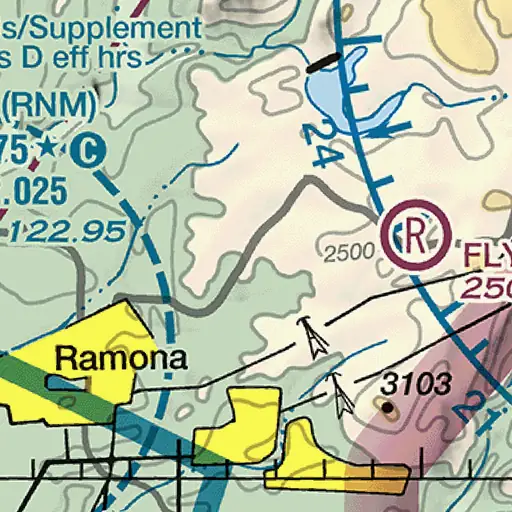 s/Supplement
s D eff hrs
(RNM)
75 ★ C
.025
122.95
24
R
2500
FLY
250
Ramona
3103
21